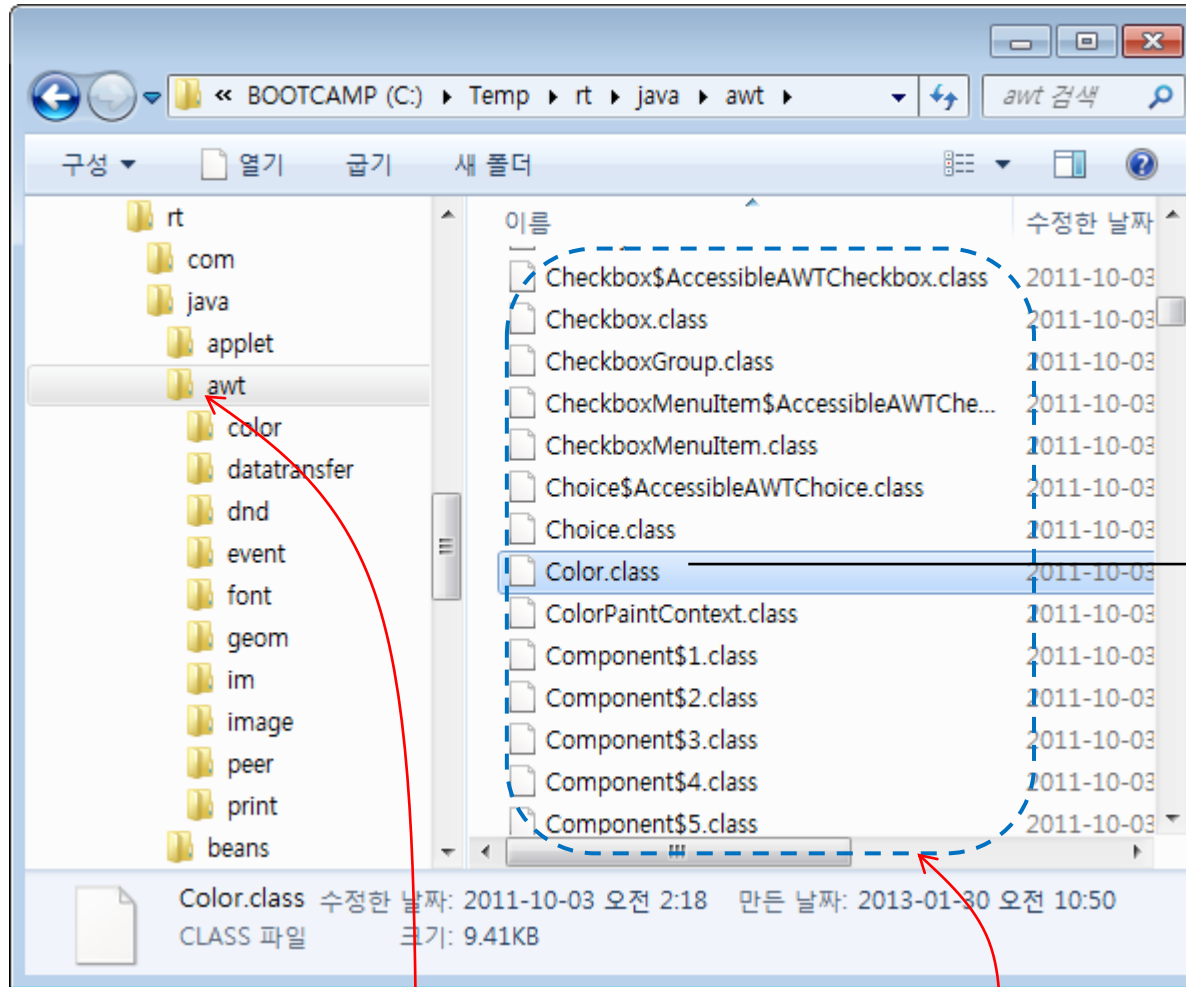 « BOOTCAMP (C:) ▸ Temp ▸ rt ▸ java ▸ awt ▸
awt 검색
구성 ▾ 열기 굽기 새 폴더
rt
com
java
applet
awt
color
datatransfer
dnd
event
font
geom
im
image
peer
print
beans
이름 수정한 날짜
Checkbox$AccessibleAWTCheckbox.class 2011-10-03
Checkbox.class 2011-10-03
CheckboxGroup.class 2011-10-03
CheckboxMenuItem$AccessibleAWTChe... 2011-10-03
CheckboxMenuItem.class 2011-10-03
Choice$AccessibleAWTChoice.class 2011-10-03
Choice.class 2011-10-03
Color.class 2011-10-03
ColorPaintContext.class 2011-10-03
Component$1.class 2011-10-03
Component$2.class 2011-10-03
Component$3.class 2011-10-03
Component$4.class 2011-10-03
Component$5.class 2011-10-03
Color.class 수정한 날짜: 2011-10-03 오전 2:18 만든 날짜: 2013-01-30 오전 10:50
CLASS 파일 크기: 9.41KB